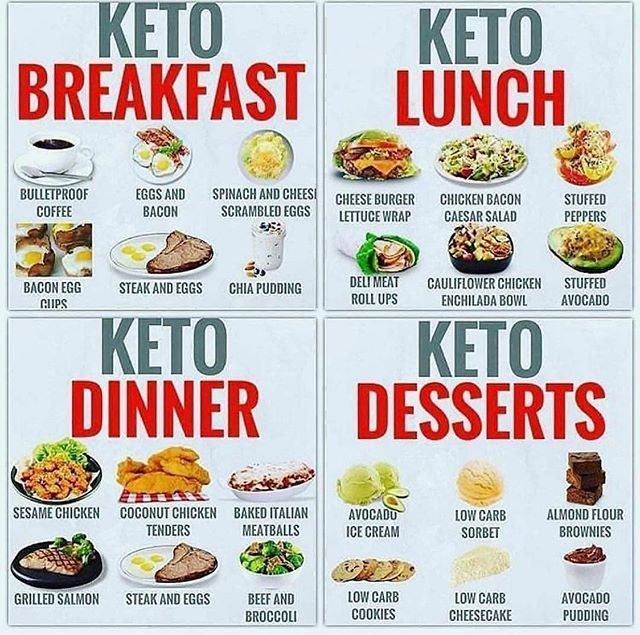 KETO
BREAKFAST
BULLETPROOF
COFFEE
EGGS AND
BACON
SPINACH AND CHEES
SCRAMBLED EGGS
BACON EGG
CUPS
STEAK AND EGGS
CHIA PUDDING
KETO
LUNCH
CHEESE BURGER
LETTUCE WRAP
CHICKEN BACON
CAESAR SALAD
STUFFED
PEPPERS
DELI MEAT
ROLL UPS
CAULIFLOWER CHICKEN
ENCHILADA BOWL
STUFFED
AVOCADO
KETO
DINNER
SESAME CHICKEN
COCONUT CHICKEN
TENDERS
BAKED ITALIAN
MEATBALLS
GRILLED SALMON
STEAK AND EGGS
BEEF AND
BROCCOLI
KETO
DESSERTS
AVOCADO
ICE CREAM
LOW CARB
SORBET
ALMOND FLOUR
BROWNIES
LOW CARB
COOKIES
LOW CARB
CHEESECAKE
AVOCADO
PUDDING